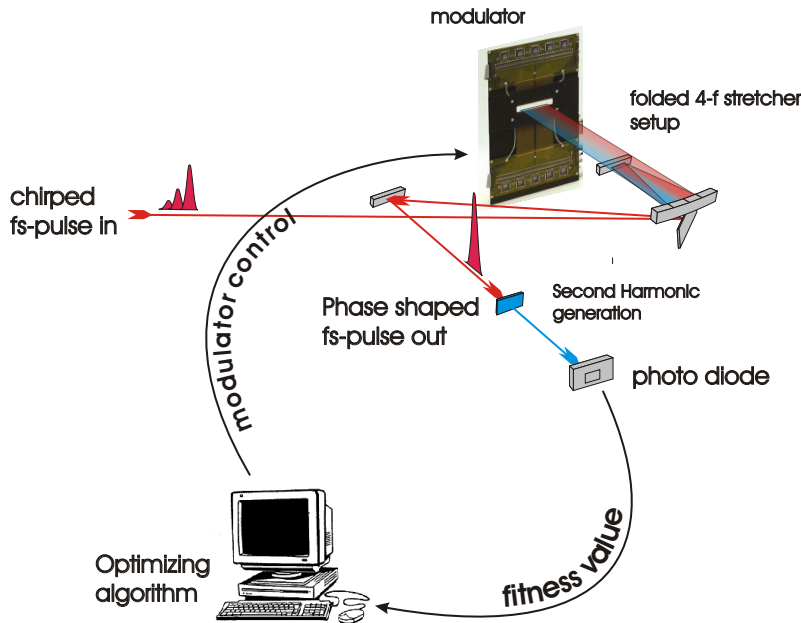 modulator
folded 4-f stretcher
setup
chirped
fs-pulse in
modulator control
Phase shaped
fs-pulse out
Second Harmonic
generation
photo diode
Optimizing
algorithm
fitness value